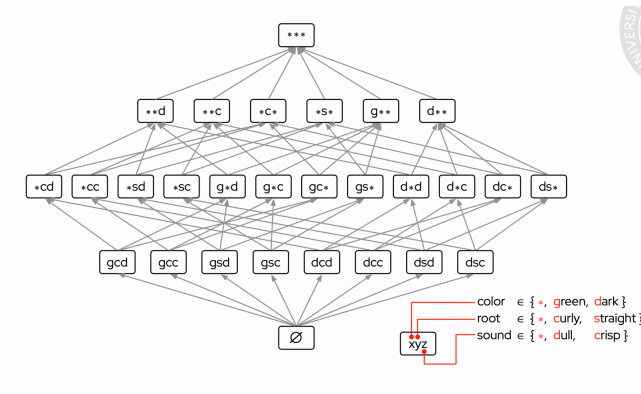 ***
**d **c *c* *s* g** d**
*cd *cc *sd *sc g*d g*c gc* gs* d*d d*c dc* ds*
gcd gcc gsd gsc dcd dcc dsd dsc
color ∈ { *, green, dark }
∅ xyz root ∈ { *, curly, straight }
sound ∈ { *, dull, crisp }